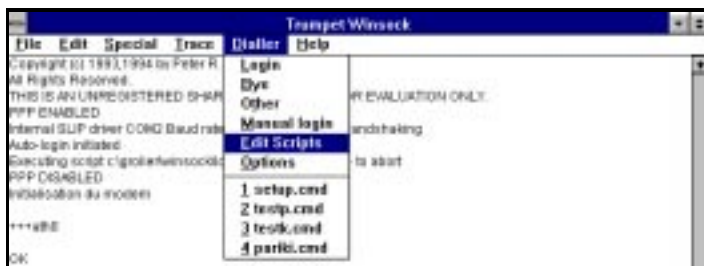 Trumpet Winsock
File Edit Special Trace Dialler Help
Copyright (c) 1993,1994 by Peter R
All Rights Reserved.
THIS IS AN UNREGISTERED SHAR
OR EVALUATION ONLY.
PPP ENABLED
Internal SLIP driver COM2 Baud rate
andshaking
Auto-login initiated
Executing script
to abort
PPP DISABLED
Initialisation du modem
OK
Login
Bye
Other
Manual login
Edit Scripts
Options
1 setup.cmd
2 testp.cmd
3 testk.cmd
4 pariki.cmd